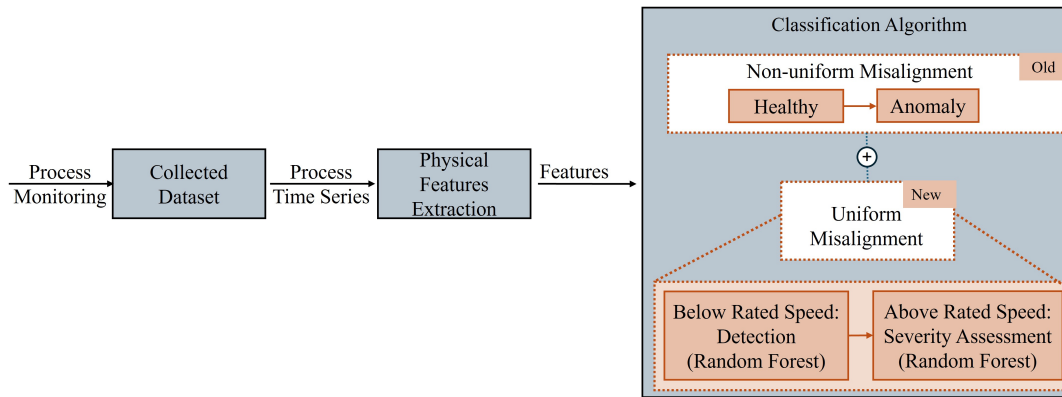 Process
Monitoring
Collected
Dataset
Process
Time Series
Physical
Features
Extraction
Features
Classification Algorithm
Old
Non-uniform Misalignment
Healthy
Anomaly
+
New
Uniform
Misalignment
Below Rated Speed:
Detection
(Random Forest)
Above Rated Speed:
Severity Assessment
(Random Forest)